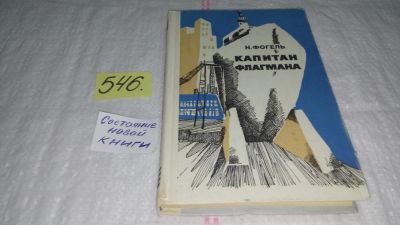 546.
Состояние
новой
книги
Н. ФОГЕЛЬ
КАПИТАН
ФЛАГМАНА